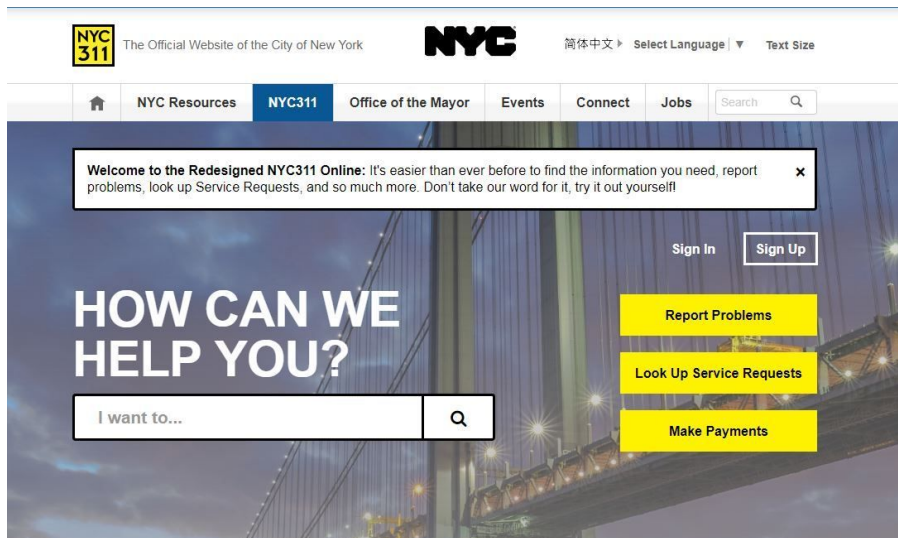 NYC
311
The Official Website of the City of New York
NYC
简体中文
Select Language
Text Size
NYC Resources
NYC311
Office of the Mayor
Events
Connect
Jobs
Search
Welcome to the Redesigned NYC311 Online: It's easier than ever before to find the information you need, report
problems, look up Service Requests, and so much more. Don't take our word for it, try it out yourself!
Sign In
Sign Up
HOW CAN WE
HELP YOU?
I want to...
Report Problems
Look Up Service Requests
Make Payments